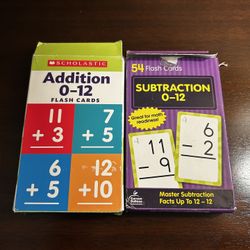 SCHOLASTIC
Addition
0-12
FLASH CARDS
11
+ 3
7
+ 5
6
+ 5
12
+10
54 Flash Cards
SUBTRACTION
0-12
Great for math
readiness!
11
- 9
6
- 2
Master Subtraction
Facts Up To 12 – 12